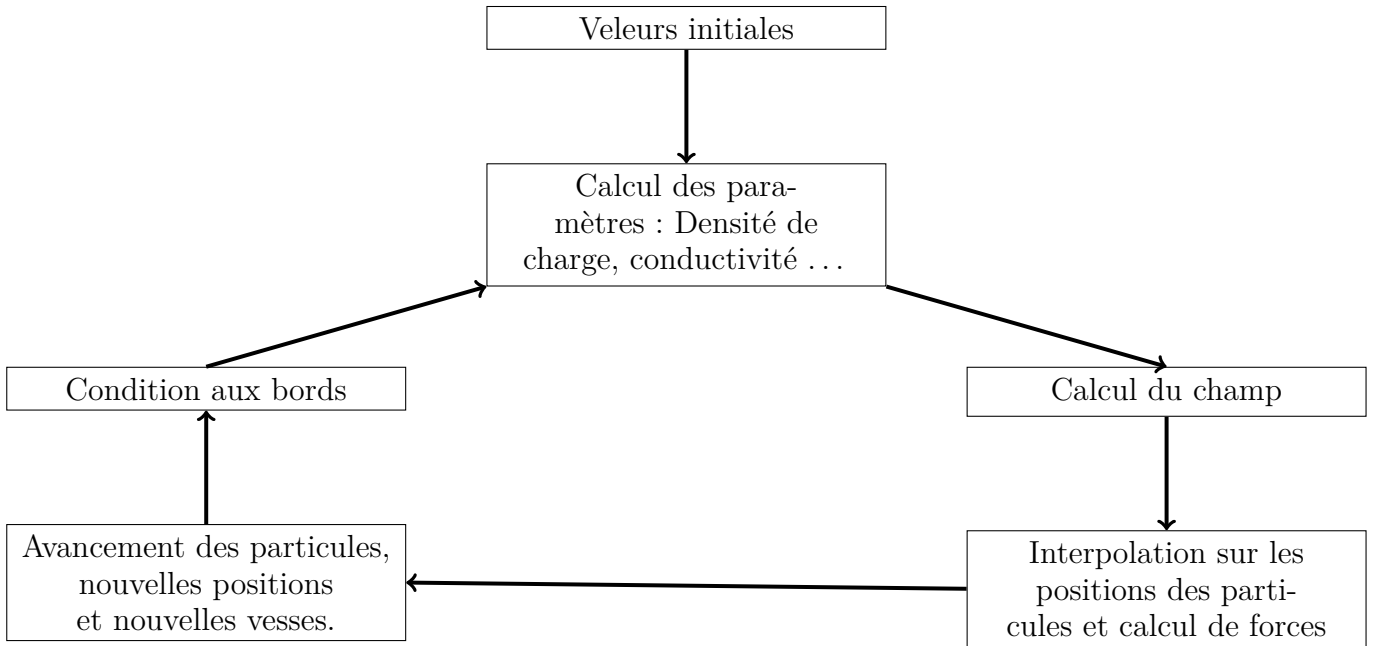 Veleurs initiales
Calcul des para-
mètres : Densité de
charge, conductivité ...
Condition aux bords
Calcul du champ
Avancement des particules,
nouvelles positions
et nouvelles vesses.
Interpolation sur les
positions des parti-
cules et calcul de forces